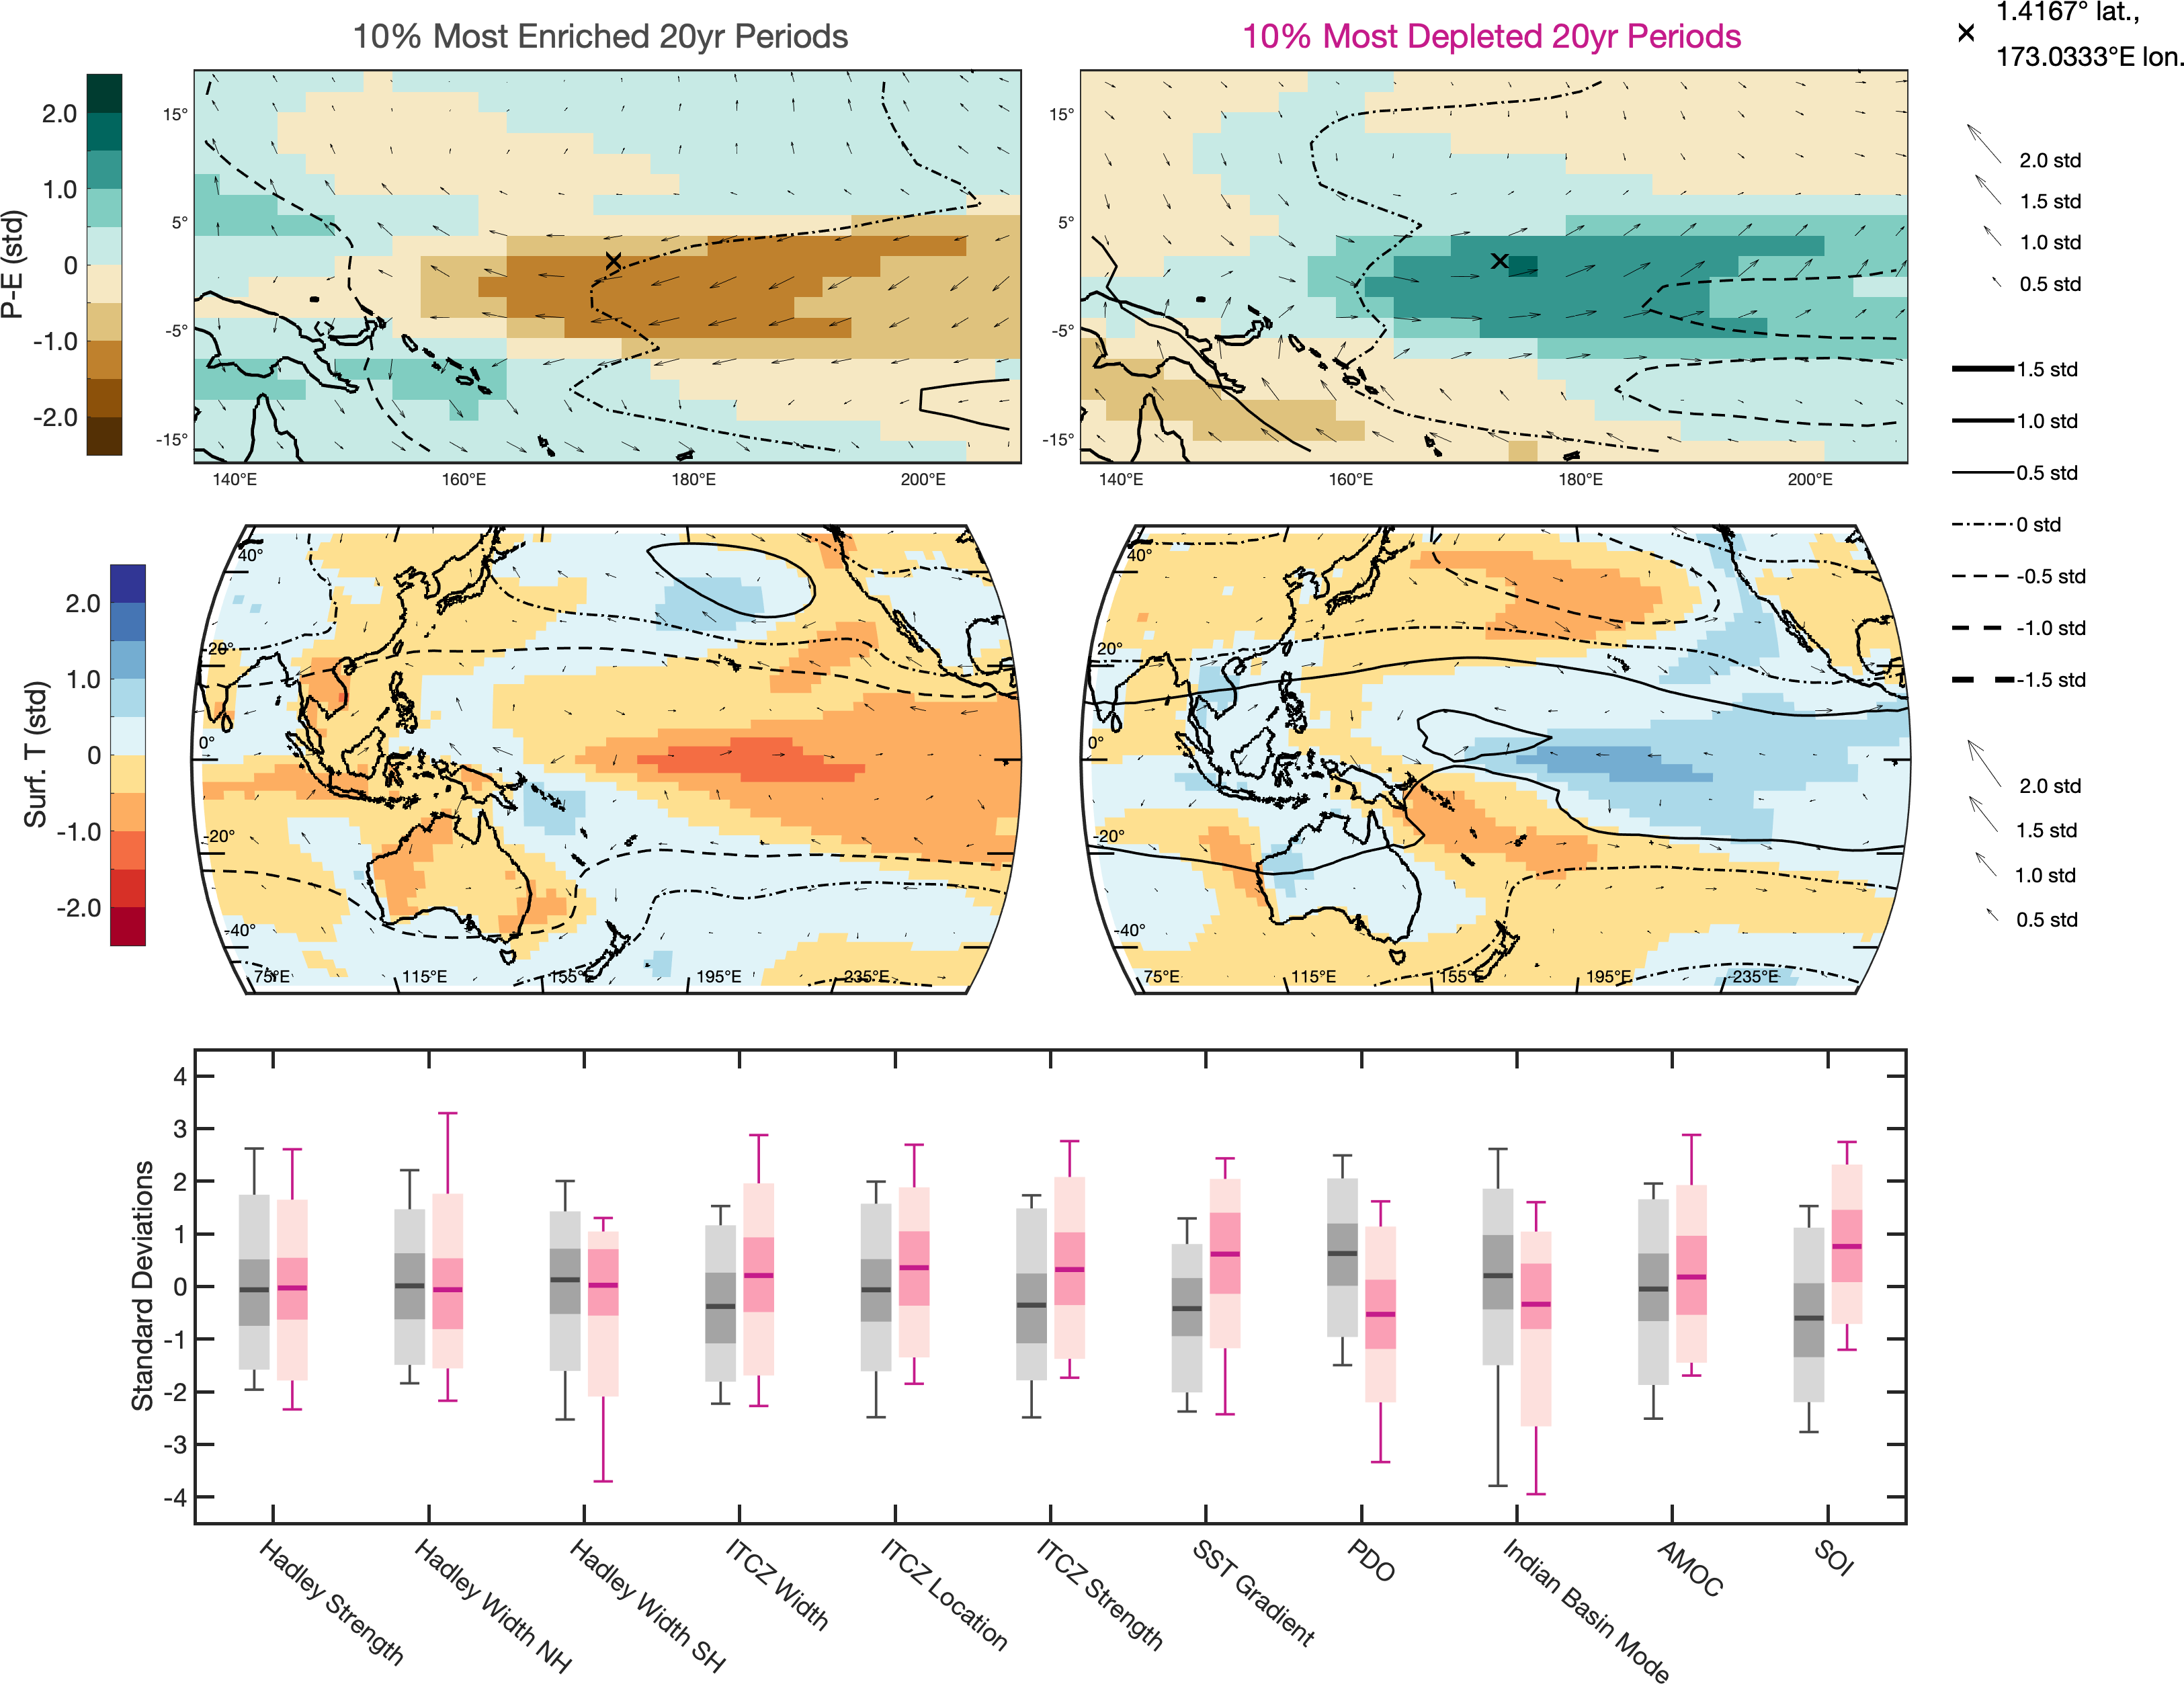 10% Most Enriched 20yr Periods
10% Most Depleted 20yr Periods
1.4167° lat.,
173.0333°E lon.
P-E (std)
2.0
1.0
0
-1.0
-2.0
15°
5°
-5°
-15°
140°E
160°E
180°E
200°E
15°
5°
-5°
-15°
140°E
160°E
180°E
200°E
2.0 std
1.5 std
1.0 std
0.5 std
1.5 std
1.0 std
0.5 std
0 std
-0.5 std
-1.0 std
-1.5 std
2.0 std
1.5 std
1.0 std
0.5 std
Surf. T (std)
2.0
1.0
0
-1.0
-2.0
40°
20°
0°
-20°
-40°
75°E
115°E
155°E
195°E
235°E
40°
20°
0°
-20°
-40°
75°E
115°E
155°E
195°E
235°E
Standard Deviations
4
3
2
1
0
-1
-2
-3
-4
Hadley Strength
Hadley Width NH
Hadley Width SH
ITCZ Width
ITCZ Location
ITCZ Strength
SST Gradient
PDO
Indian Basin Mode
AMOC
SOI